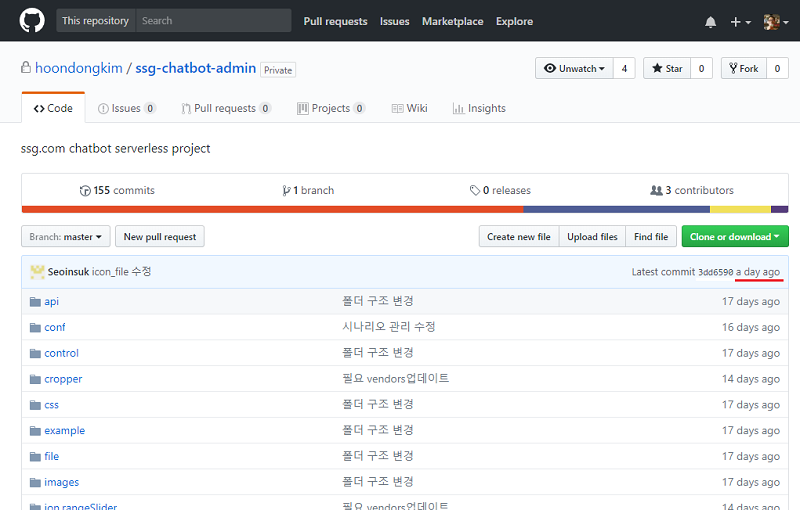 This repository Search Pull requests Issues Marketplace Explore
hoondongkim / ssg-chatbot-admin Private Unwatch 4 Star 0 Fork 0
Code Issues 0 Pull requests 0 Projects 0 Wiki Insights
ssg.com chatbot serverless project
155 commits 1 branch 0 releases 3 contributors
Branch: master New pull request Create new file Upload files Find file Clone or download
Seoinsuk icon_file 수정 Latest commit 3dd6590 a day ago
api 폴더 구조 변경 17 days ago
conf 시나리오 관리 수정 16 days ago
control 폴더 구조 변경 17 days ago
cropper 필요 vendors업데이트 14 days ago
css 폴더 구조 변경 17 days ago
example 폴더 구조 변경 17 days ago
file 폴더 구조 변경 17 days ago
images 폴더 구조 변경 17 days ago
ion.rangeSlider 필요 vendors업데이트 14 days ago